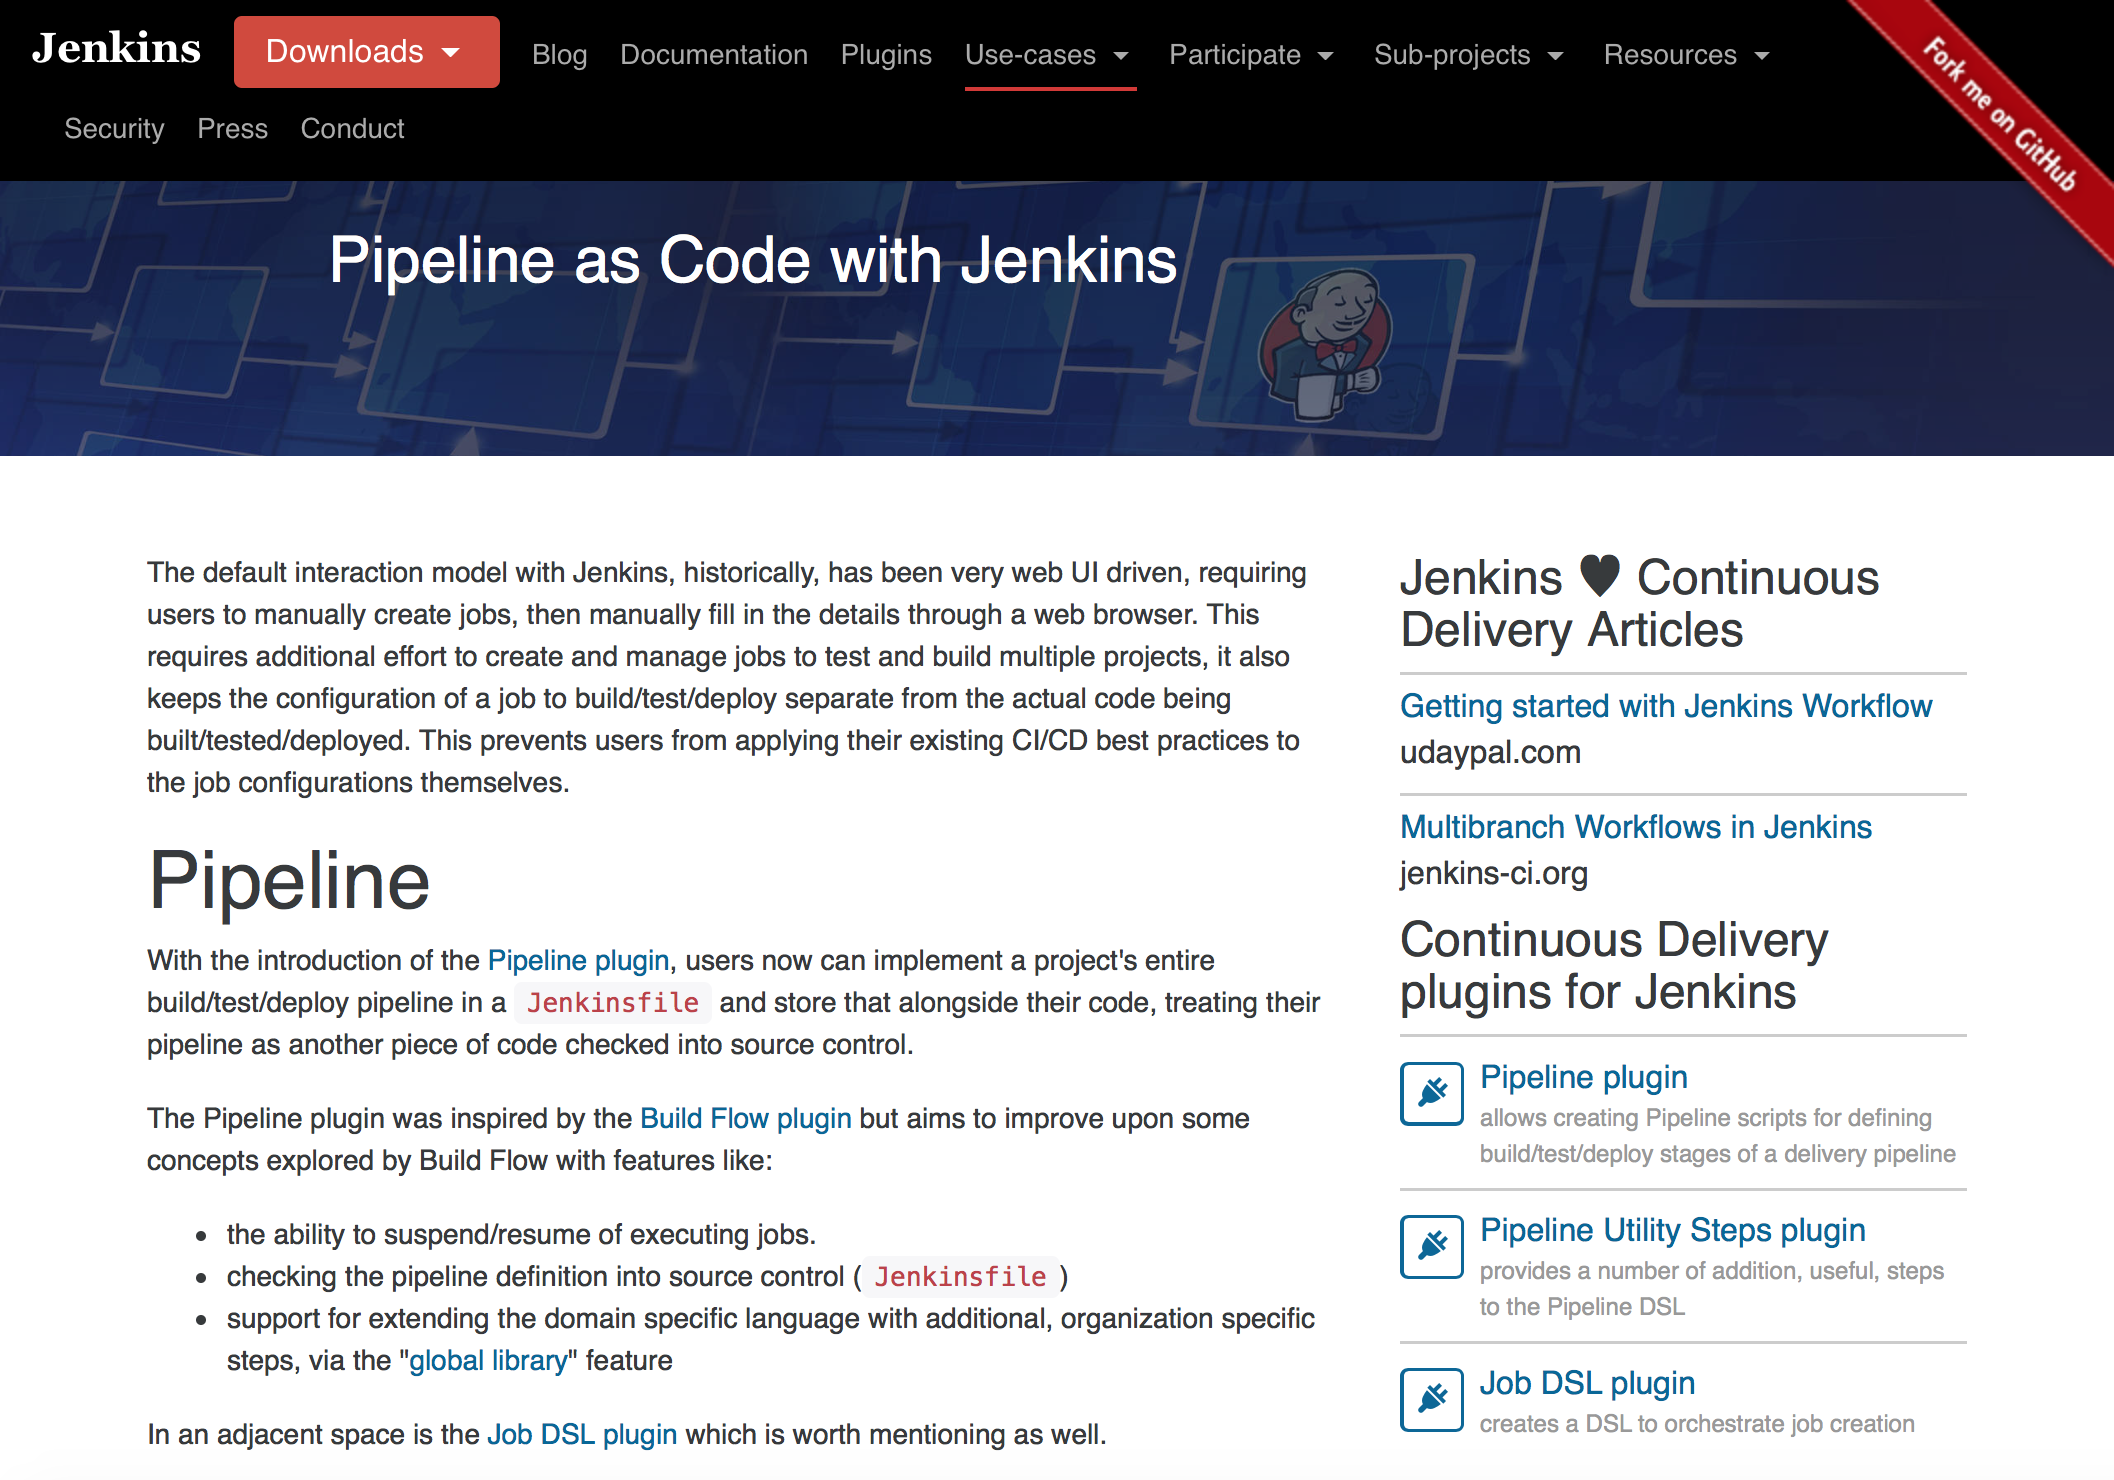 Jenkins
Downloads
Blog
Documentation
Plugins
Use-cases
Participate
Sub-projects
Resources
Security
Press
Conduct
Fork me on GitHub
Pipeline as Code with Jenkins
The default interaction model with Jenkins, historically, has been very web UI driven, requiring
users to manually create jobs, then manually fill in the details through a web browser. This
requires additional effort to create and manage jobs to test and build multiple projects, it also
keeps the configuration of a job to build/test/deploy separate from the actual code being
built/tested/deployed. This prevents users from applying their existing CI/CD best practices to
the job configurations themselves.
Pipeline
With the introduction of the Pipeline plugin, users now can implement a project's entire
build/test/deploy pipeline in a Jenkinsfile and store that alongside their code, treating their
pipeline as another piece of code checked into source control.
The Pipeline plugin was inspired by the Build Flow plugin but aims to improve upon some
concepts explored by Build Flow with features like:
• the ability to suspend/resume of executing jobs.
• checking the pipeline definition into source control ( Jenkinsfile )
• support for extending the domain specific language with additional, organization specific
steps, via the "global library" feature
In an adjacent space is the Job DSL plugin which is worth mentioning as well.
Jenkins ♥ Continuous
Delivery Articles
Getting started with Jenkins Workflow
udaypal.com
Multibranch Workflows in Jenkins
jenkins-ci.org
Continuous Delivery
plugins for Jenkins
Pipeline plugin
allows creating Pipeline scripts for defining
build/test/deploy stages of a delivery pipeline
Pipeline Utility Steps plugin
provides a number of addition, useful, steps
to the Pipeline DSL
Job DSL plugin
creates a DSL to orchestrate job creation